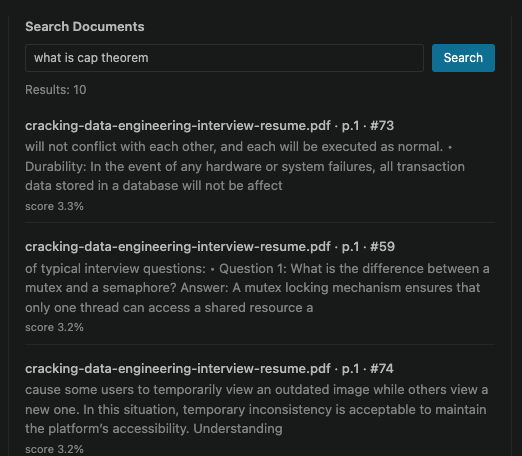 Search Documents
what is cap theorem
Search
Results: 10
cracking-data-engineering-interview-resume.pdf · p.1 · #73
will not conflict with each other, and each will be executed as normal. •
Durability: In the event of any hardware or system failures, all transaction
data stored in a database will not be affect
score 3.3%
cracking-data-engineering-interview-resume.pdf · p.1 · #59
of typical interview questions: • Question 1: What is the difference between a
mutex and a semaphore? Answer: A mutex locking mechanism ensures that
only one thread can access a shared resource a
score 3.2%
cracking-data-engineering-interview-resume.pdf · p.1 · #74
cause some users to temporarily view an outdated image while others view a
new one. In this situation, temporary inconsistency is acceptable to maintain
the platform’s accessibility. Understanding
score 3.2%